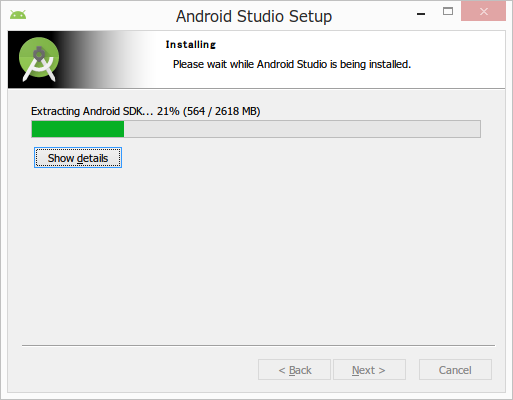 Android Studio Setup
Installing
Please wait while Android Studio is being installed.
Extracting Android SDK... 21% (564 / 2618 MB)
Show details
< Back
Next >
Cancel